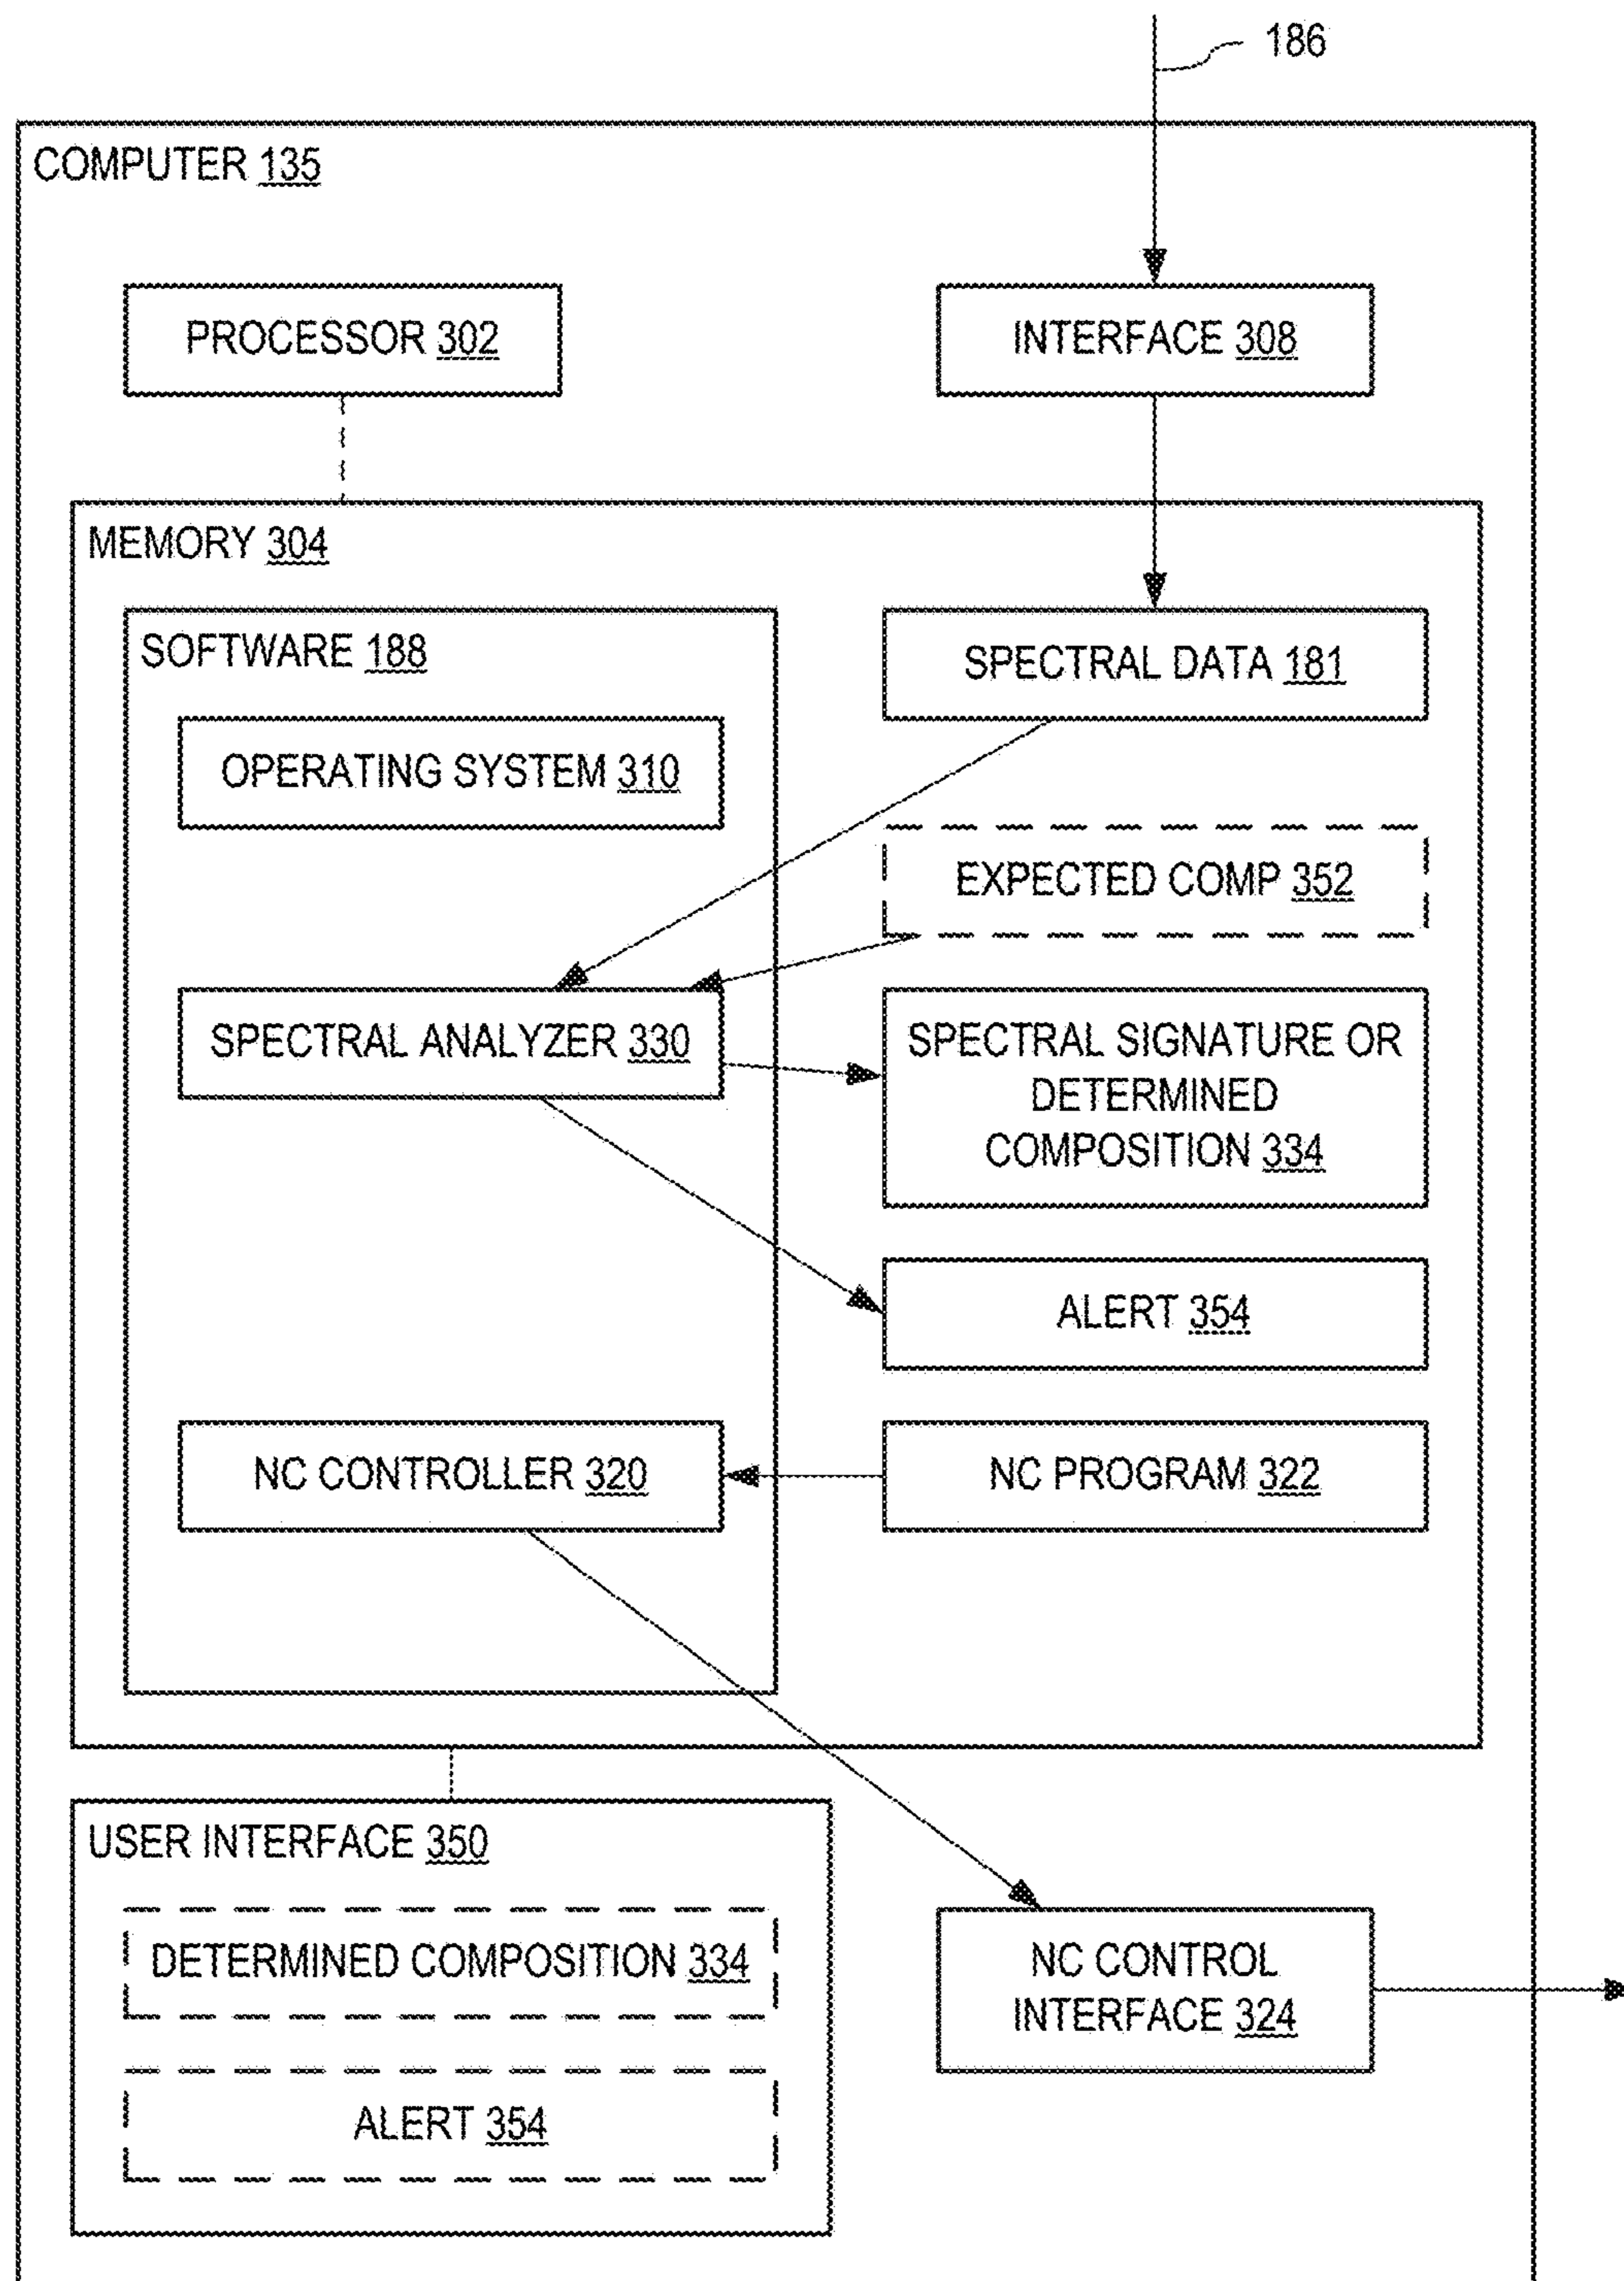 186
COMPUTER 135
PROCESSOR 302
INTERFACE 308
MEMORY 304
SOFTWARE 188
SPECTRAL DATA 181
OPERATING SYSTEM 310
EXPECTED COMP 352
SPECTRAL ANALYZER 330
SPECTRAL SIGNATURE OR
DETERMINED
COMPOSITION 334
ALERT 354
NC CONTROLLER 320
NC PROGRAM 322
USER INTERFACE 350
DETERMINED COMPOSITION 334
ALERT 354
NC CONTROL
INTERFACE 324